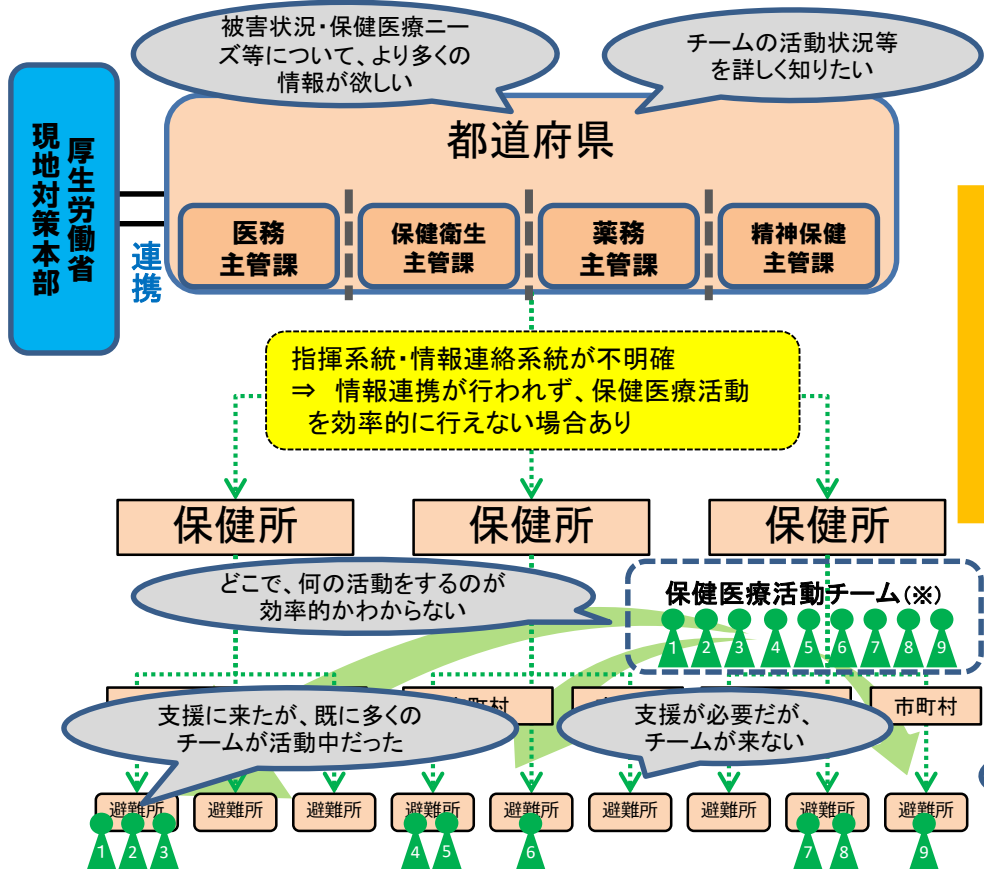 被害状況・保健医療ニー
ズ等について、より多くの
情報が欲しい
チームの活動状況等
を詳しく知りたい
厚生労働省
現地対策本部
連携
都道府県
医務
主管課
保健衛生
主管課
薬務
主管課
精神保健
主管課
指揮系統・情報連絡系統が不明確
⇒ 情報連携が行われず、保健医療活動
を効率的に行えない場合あり
保健所
保健所
保健所
どこで、何の活動をするのが
効率的かわからない
保健医療活動チーム(※)
1 2 3 4 5 6 7 8 9
町村
市町村
支援に来たが、既に多くの
チームが活動中だった
支援が必要だが、
チームが来ない
避難所 避難所 避難所 避難所 避難所 避難所 避難所 避難所 避難所
1 2 3 4 5 6 7 8 9